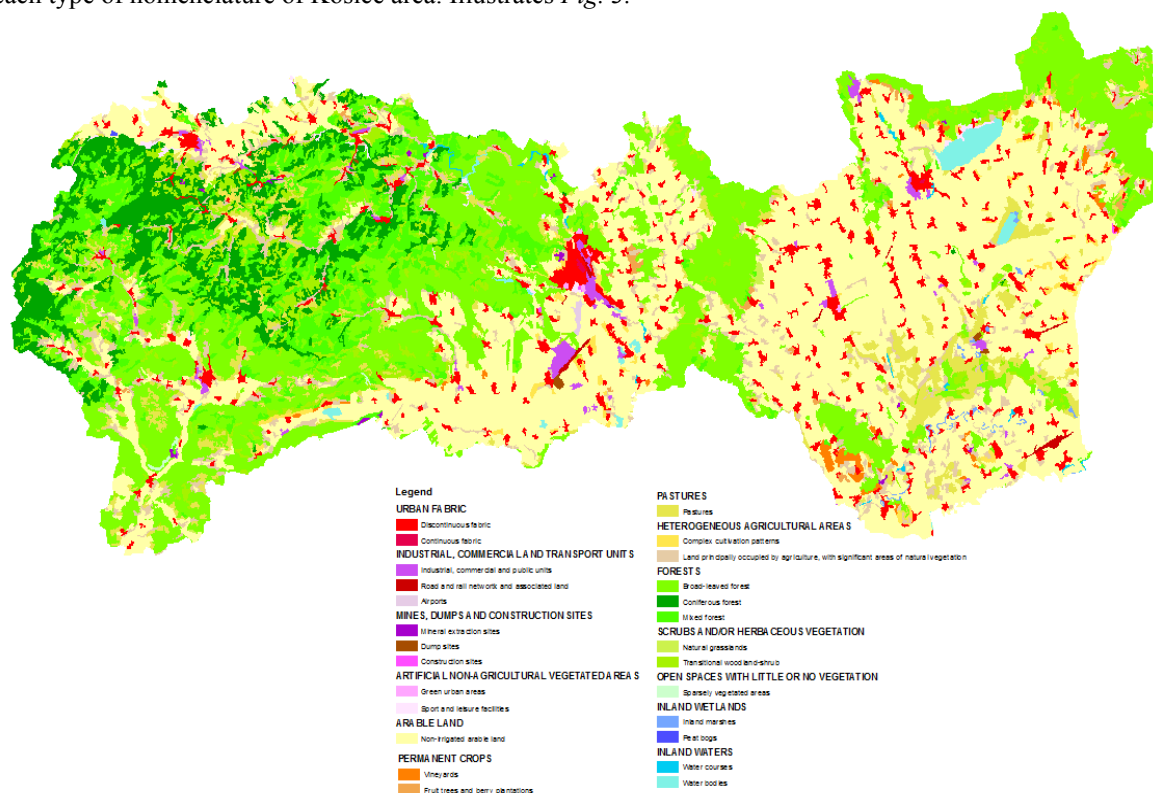 each type of nomenclature of Košice area. Illustrates Fig. 3.
Legend
URBAN FABRIC
Discontinuous fabric
Continuous fabric
INDUSTRIAL, COMMERCIAL AND TRANSPORT UNITS
Industrial, commercial and public units
Road and rail network and associated land
Airports
MINES, DUMPS AND CONSTRUCTION SITES
Mineral extraction sites
Dump sites
Construction sites
ARTIFICIAL NON-AGRICULTURAL VEGETATED AREAS
Green urban areas
Sport and leisure facilities
ARABLE LAND
Non-irrigated arable land
PERMANENT CROPS
Vineyards
Fruit trees and berry plantations
PASTURES
Pastures
HETEROGENEOUS AGRICULTURAL AREAS
Complex cultivation patterns
Land principally occupied by agriculture, with significant areas of natural vegetation
FORESTS
Broad-leaved forest
Coniferous forest
Mixed forest
SCRUBS AND/OR HERBACEOUS VEGETATION
Natural grasslands
Transitional woodland-shrub
OPEN SPACES WITH LITTLE OR NO VEGETATION
Sparsely vegetated areas
INLAND WETLANDS
Inland marshes
Peat bogs
INLAND WATERS
Water courses
Water bodies